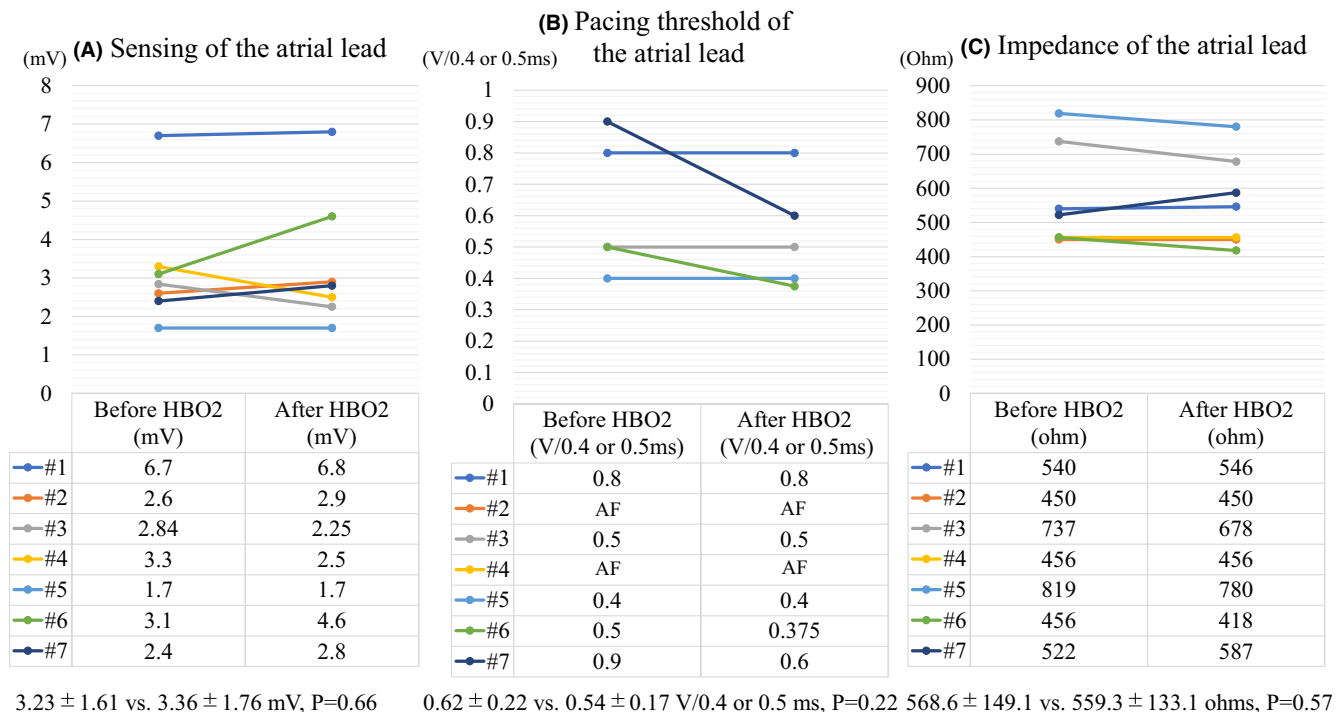 (A) Sensing of the atrial lead
(mV)
8
7
6
5
4
3
2
1
0
Before HBO2 After HBO2
(mV) (mV)
#1 6.7 6.8
#2 2.6 2.9
#3 2.84 2.25
#4 3.3 2.5
#5 1.7 1.7
#6 3.1 4.6
#7 2.4 2.8
3.23 ± 1.61 vs. 3.36 ± 1.76 mV, P=0.66
(B) Pacing threshold of
the atrial lead
(V/0.4 or 0.5ms)
1
0.9
0.8
0.7
0.6
0.5
0.4
0.3
0.2
0.1
0
Before HBO2 After HBO2
(V/0.4 or 0.5ms) (V/0.4 or 0.5ms)
#1 0.8 0.8
#2 AF AF
#3 0.5 0.5
#4 AF AF
#5 0.4 0.4
#6 0.5 0.375
#7 0.9 0.6
0.62 ± 0.22 vs. 0.54 ± 0.17 V/0.4 or 0.5 ms, P=0.22
(C) Impedance of the atrial lead
(Ohm)
900
800
700
600
500
400
300
200
100
0
Before HBO2 After HBO2
(ohm) (ohm)
#1 540 546
#2 450 450
#3 737 678
#4 456 456
#5 819 780
#6 456 418
#7 522 587
568.6 ± 149.1 vs. 559.3 ± 133.1 ohms, P=0.57